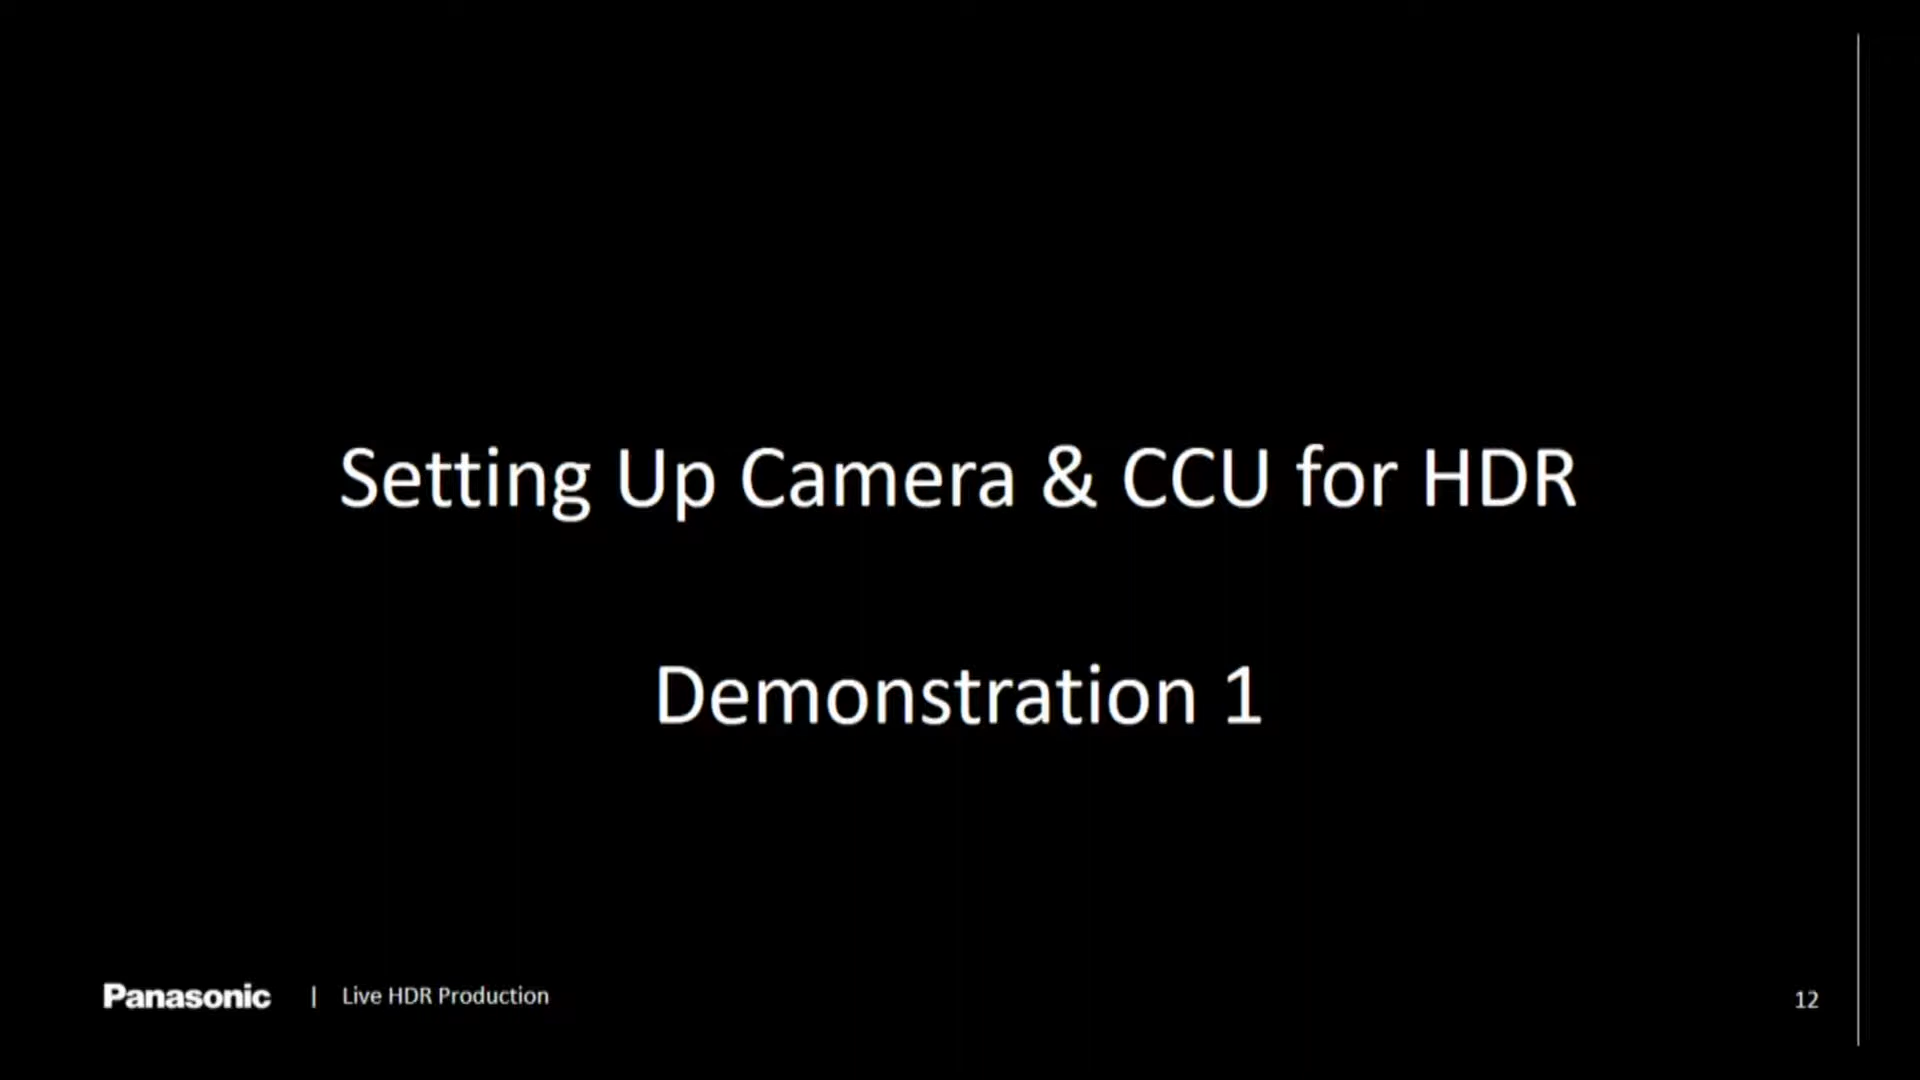 Setting Up Camera & CCU for HDR
Demonstration 1
Panasonic | Live HDR Production
12